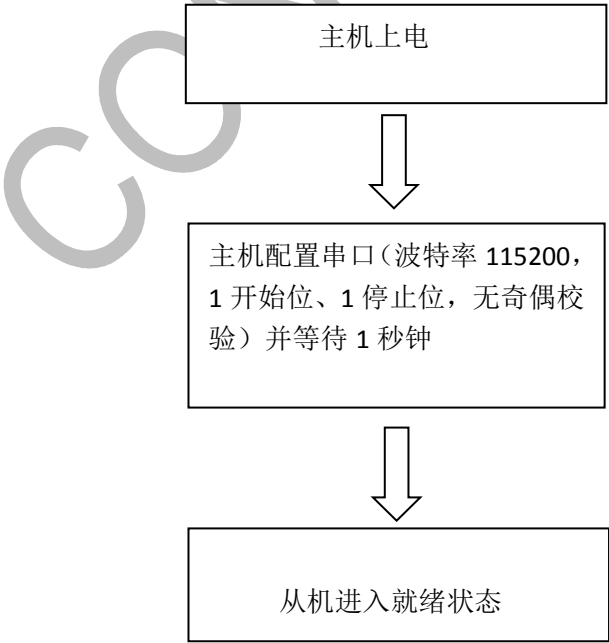 主机上电
主机配置串口（波特率 115200，
1 开始位、1 停止位，无奇偶校
验）并等待 1 秒钟
从机进入就绪状态